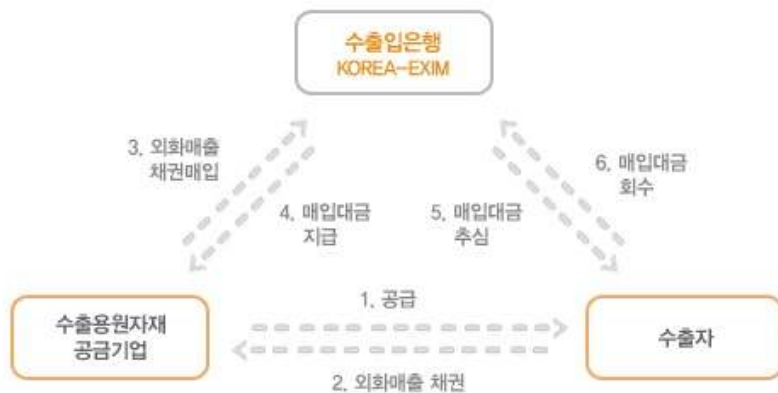 수출입은행
KOREA-EXIM
3. 외화매출
채권매입
4. 매입대금
지급
5. 매입대금
추심
6. 매입대금
회수
수출용원자재
공급기업
1. 공급
2. 외화매출 채권
수출자